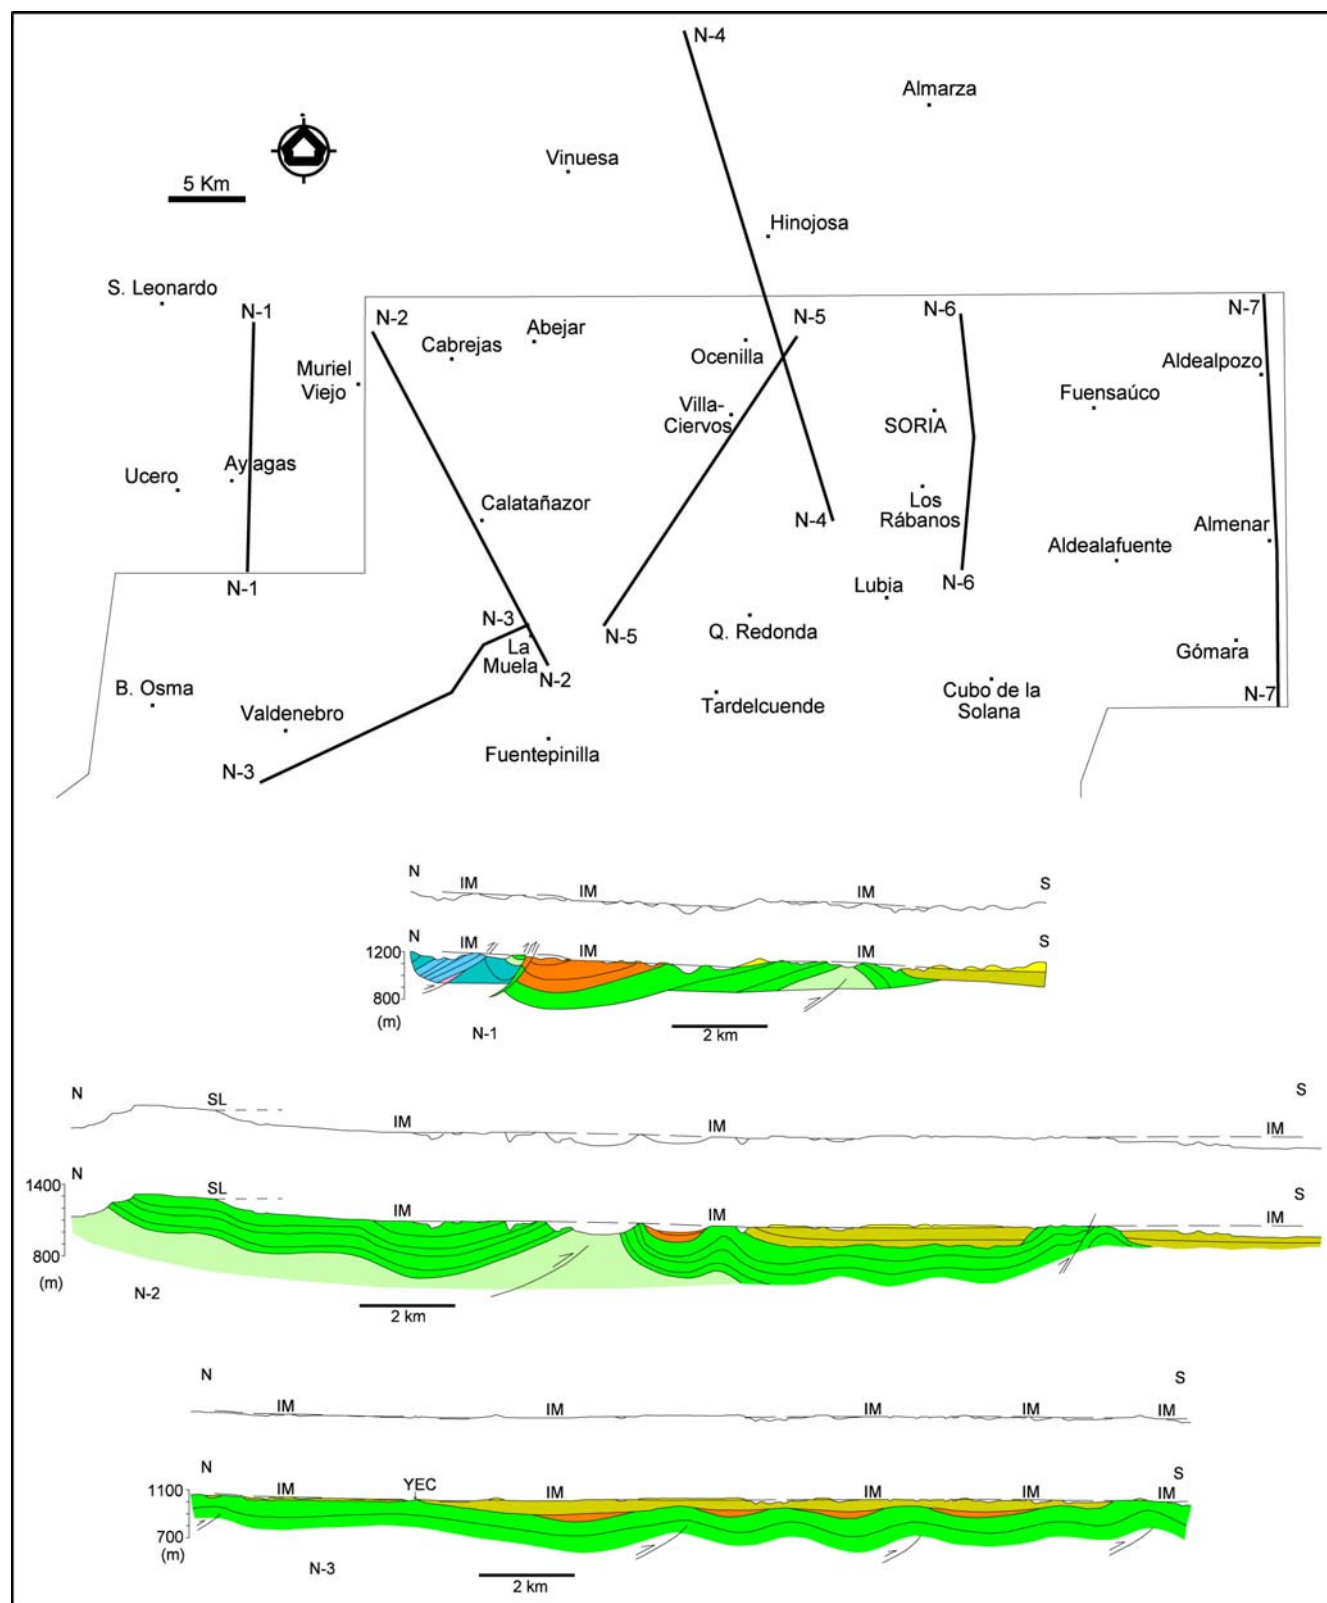 N-4
Almarza
Vinuesa
5 Km
Hinojosa
S. Leonardo
N-1
N-2
Cabrejas
Abejar
Ocenilla
N-5
N-6
N-7
Muriel
Viejo
Aldealpozo
Villa-
Ciervos
SORIA
Fuensaúco
Ucero
Aylagas
Calatañazor
N-4
Los
Rábanos
Almenar
Aldealafuente
N-1
N-6
Lubia
N-3
La
Muela
N-5
Q. Redonda
Gómara
B. Osma
N-2
Tardelcuende
Cubo de la
Solana
N-7
Valdenebro
Fuentepinilla
N-3
N
IM
IM
IM
S
N
IM
IM
IM
S
1200
800
(m)
N-1
2 km
N
SL
IM
IM
IM
S
N
SL
IM
IM
IM
S
1400
800
(m)
N-2
2 km
N
IM
IM
IM
IM
IM
S
N
IM
YEC
IM
IM
IM
IM
S
1100
700
(m)
N-3
2 km